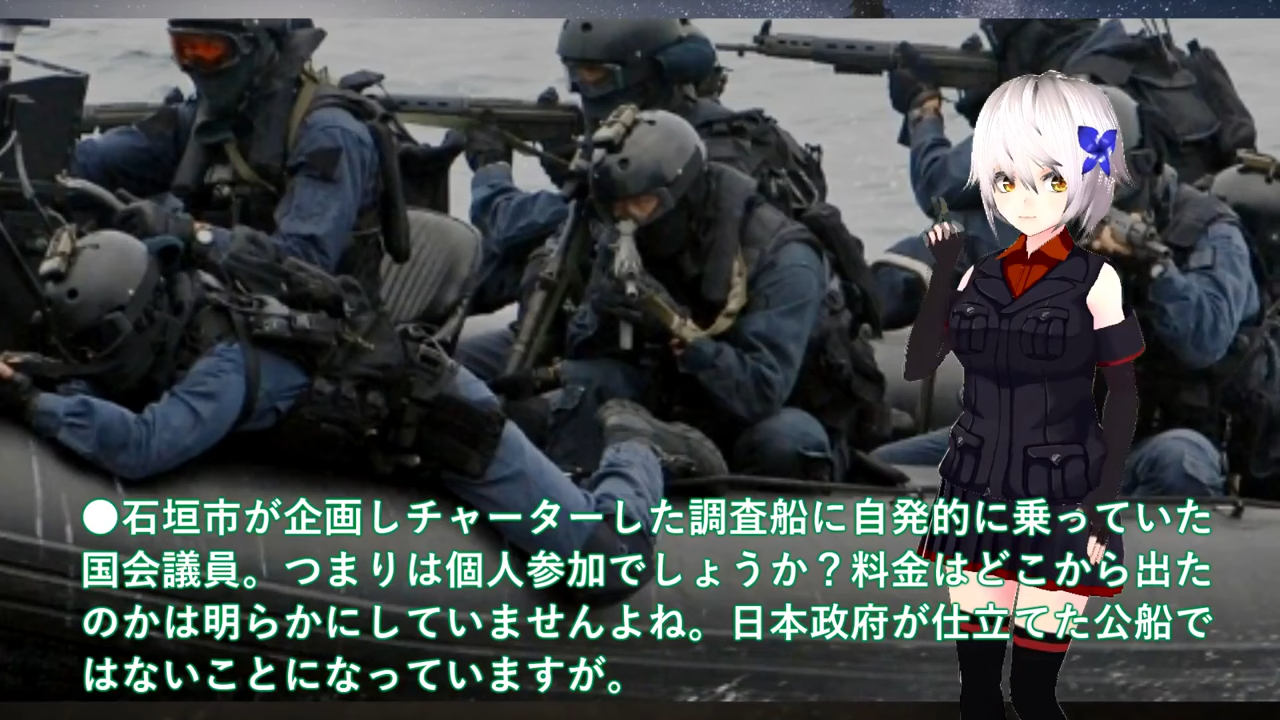 ●石垣市が企画しチャーターした調査船に自発的に乗っていた
国会議員。つまりは個人参加でしょうか？料金はどこから出た
のかは明らかにしていませんよね。日本政府が仕立てた公船で
はないことになっていますが。